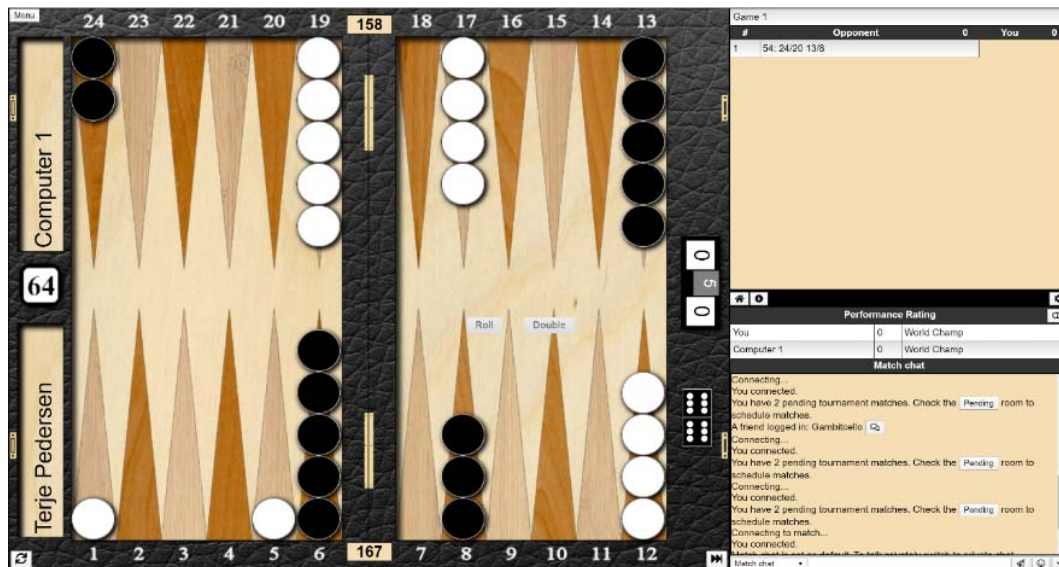 Menu
24 23 22 21 20 19 158 18 17 16 15 14 13
Computer 1
64
Terje Pedersen
0
5
0
Roll Double
1 2 3 4 5 6 167 7 8 9 10 11 12
Game 1
# Opponent 0 You 0
1 54: 24/20 13/8
Performance Rating
You 0 World Champ
Computer 1 0 World Champ
Match chat
Connecting...
You connected.
You have 2 pending tournament matches. Check the Pending room to
schedule matches.
A friend logged in: Gambitcello
Connecting...
You connected.
You have 2 pending tournament matches. Check the Pending room to
schedule matches.
Connecting...
You connected.
You have 2 pending tournament matches. Check the Pending room to
schedule matches.
Connecting to match...
You connected.
Match chat